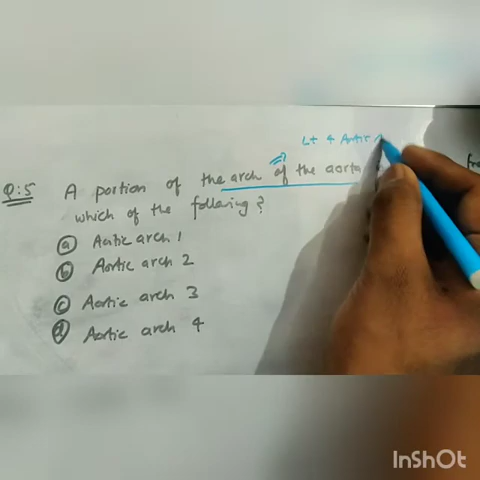 Lt 4 Aortic A
Q:5 A portion of the arch of the aorta
which of the following?
a Aortic arch 1
b Aortic arch 2
c Aortic arch 3
d Aortic arch 4
InShOt